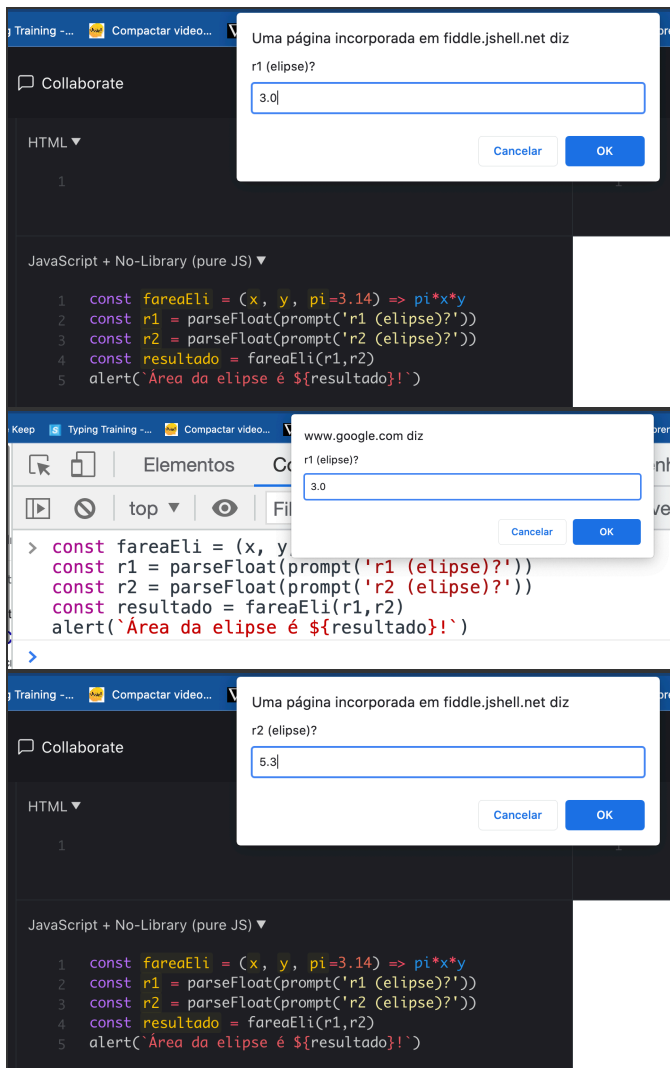 Training -...
Compactar video...
Uma página incorporada em fiddle.jshell.net diz
r1 (elipse)?
3.0
Cancelar
OK
Collaborate
HTML ▼
1
1
JavaScript + No-Library (pure JS) ▼
1 const fareaEli = (x, y, pi=3.14) => pi*x*y
2 const r1 = parseFloat(prompt('r1 (elipse)?'))
3 const r2 = parseFloat(prompt('r2 (elipse)?'))
4 const resultado = fareaEli(r1,r2)
5 alert(`Área da elipse é ${resultado}!`)
Keep
Typing Training -...
Compactar video...
www.google.com diz
r1 (elipse)?
3.0
Cancelar
OK
Elementos
top ▼
> const fareaEli = (x, y
const r1 = parseFloat(prompt('r1 (elipse)?'))
const r2 = parseFloat(prompt('r2 (elipse)?'))
const resultado = fareaEli(r1,r2)
alert(`Área da elipse é ${resultado}!`)
>
Training -...
Compactar video...
Uma página incorporada em fiddle.jshell.net diz
r2 (elipse)?
5.3
Cancelar
OK
Collaborate
HTML ▼
1
1
JavaScript + No-Library (pure JS) ▼
1 const fareaEli = (x, y, pi=3.14) => pi*x*y
2 const r1 = parseFloat(prompt('r1 (elipse)?'))
3 const r2 = parseFloat(prompt('r2 (elipse)?'))
4 const resultado = fareaEli(r1,r2)
5 alert(`Área da elipse é ${resultado}!`)